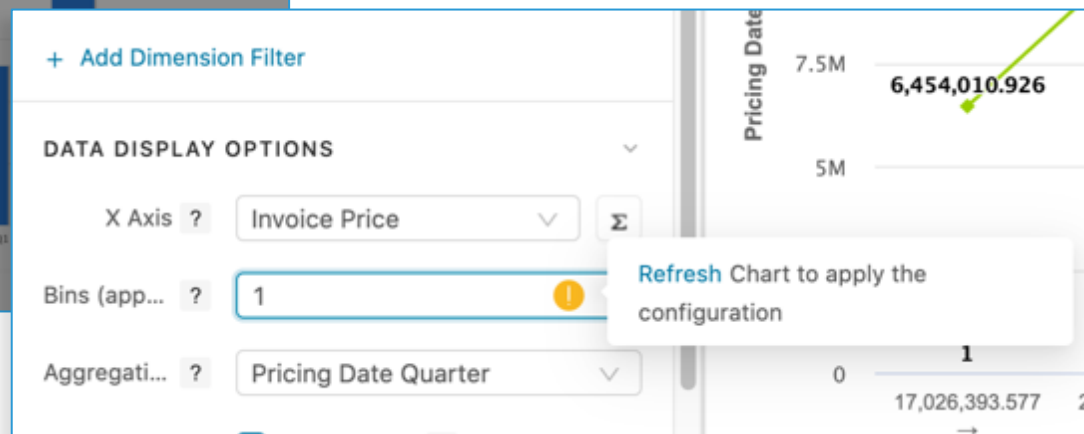 + Add Dimension Filter
DATA DISPLAY OPTIONS
X Axis ?
Invoice Price
Σ
Bins (app... ?
1
!
Refresh Chart to apply the
configuration
Aggregati... ?
Pricing Date Quarter
Pricing Date
7.5M
6,454,010.926
5M
1
0
17,026,393.577
2
→